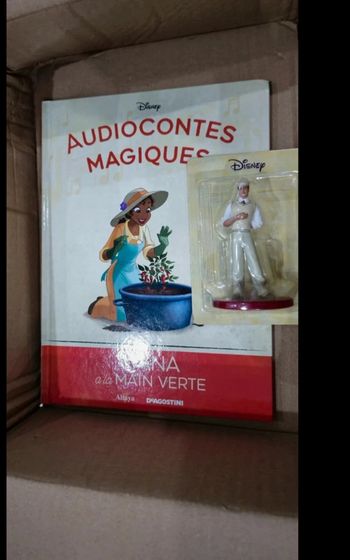 Disney
AUDIOCONTES
MAGIQUES
Disney
a la MAIN VERTE
Altaya DeAGOSTINI